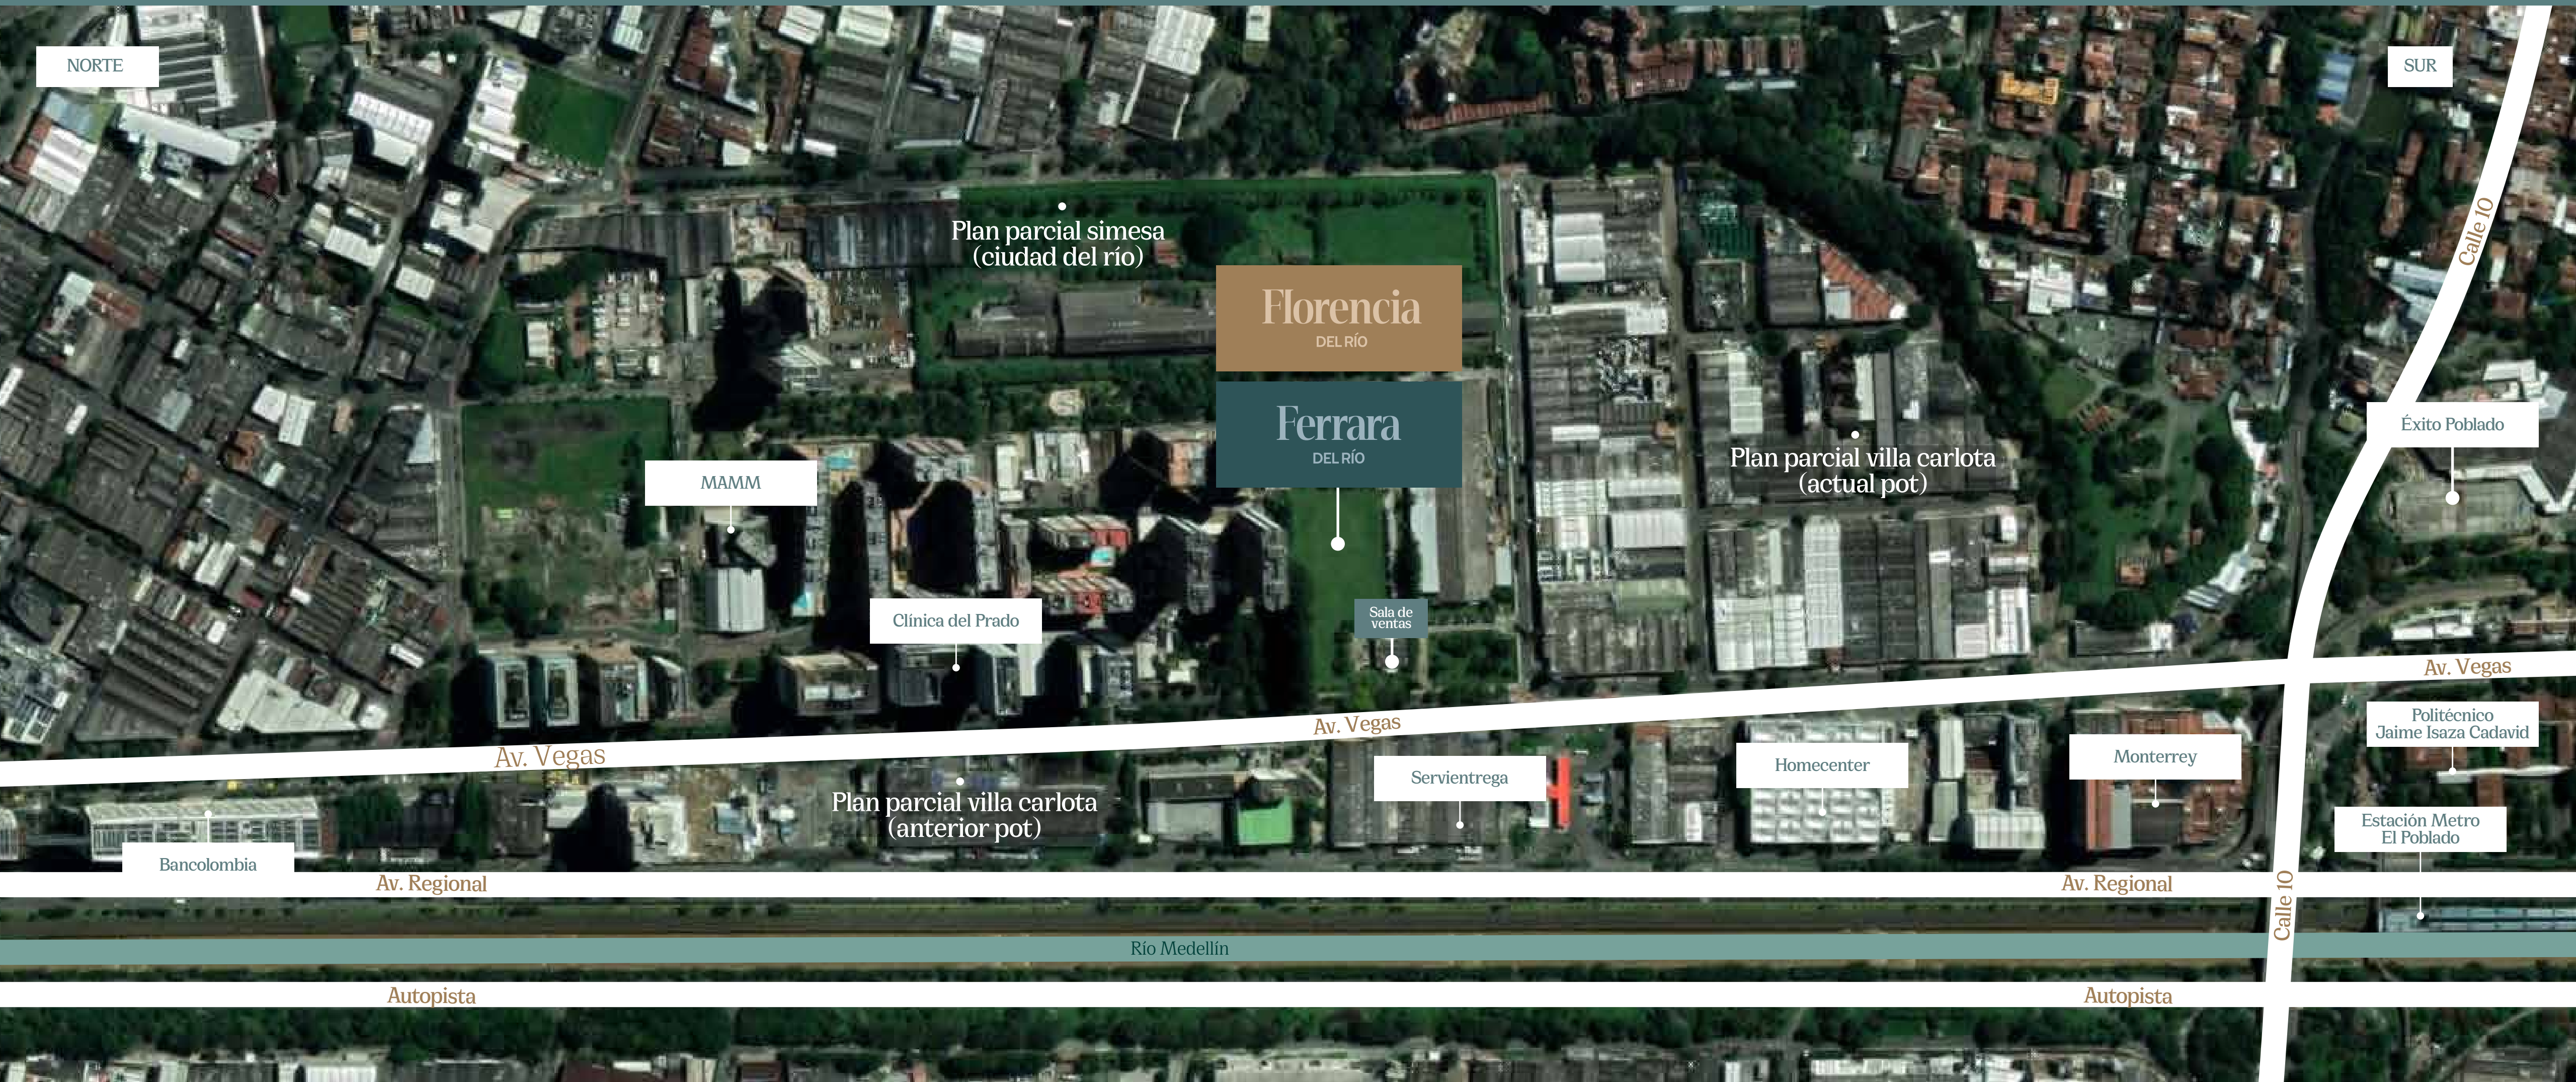 NORTE
SUR
Calle 10
Plan parcial simesa
(ciudad del río)
Florencia
DEL RÍO
Ferrara
DEL RÍO
Éxito Poblado
Plan parcial villa carlota
(actual pot)
MAMM
Clínica del Prado
Sala de
ventas
Av. Vegas
Av. Vegas
Av. Vegas
Politécnico
Jaime Isaza Cadavid
Servientrega
Homecenter
Monterrey
Plan parcial villa carlota
(anterior pot)
Estación Metro
El Poblado
Bancolombia
Av. Regional
Av. Regional
Calle 10
Río Medellín
Autopista
Autopista